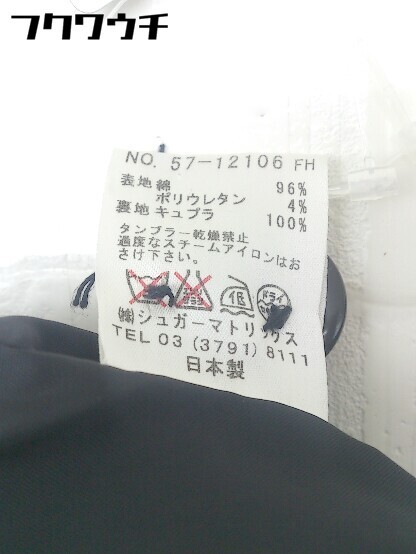 フクウクチ
NO. 57-12106 FH
表地 綿 96%
ポリウレタン 4%
裏地 キュプラ 100%
タンブラー乾燥禁止
過度なスチームアイロンはお
さけ下さい。
低 ドライ
㈱シュガーマトリックス
TEL 03 (3791) 8111
日本製